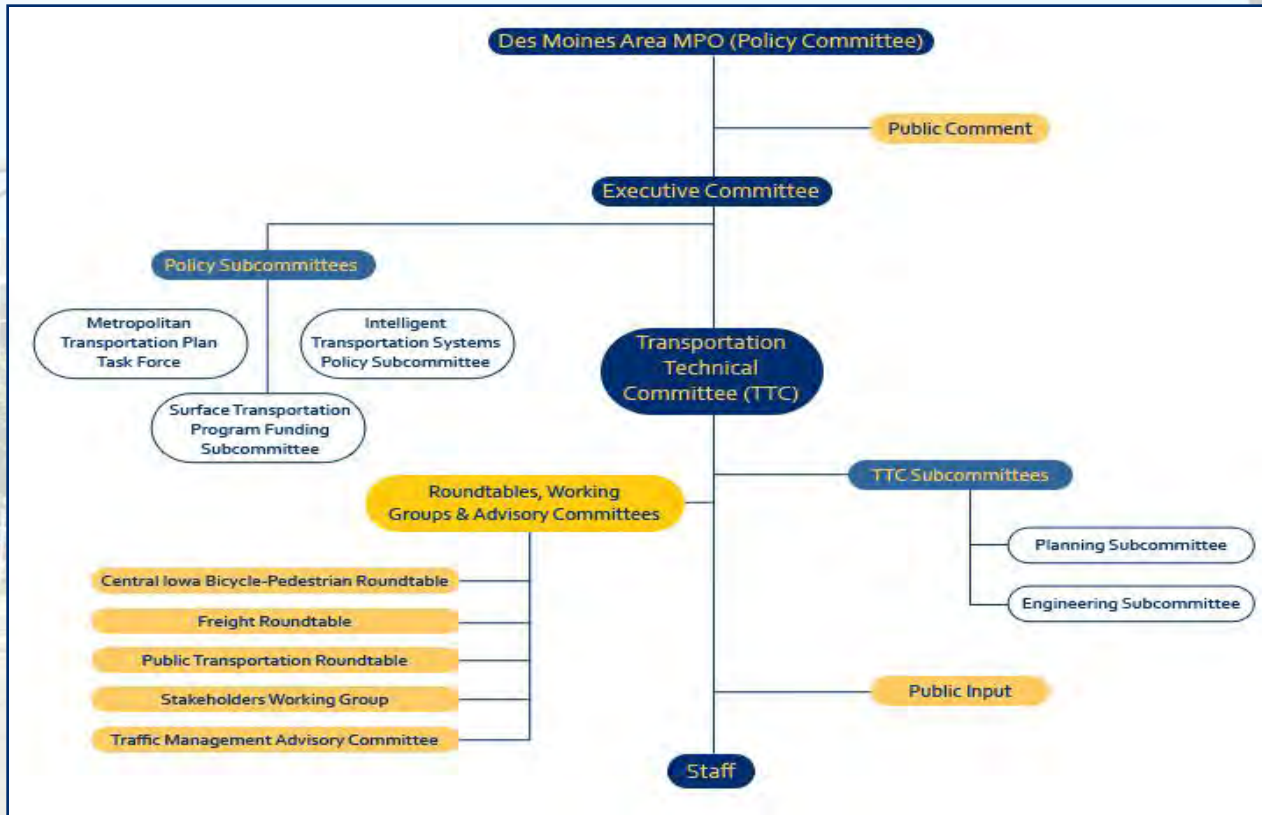 Des Moines Area MPO (Policy Committee)
Public Comment
Executive Committee
Policy Subcommittees
Metropolitan
Transportation Plan
Task Force
Intelligent
Transportation Systems
Policy Subcommittee
Surface Transportation
Program Funding
Subcommittee
Transportation
Technical
Committee (TTC)
TTC Subcommittees
Planning Subcommittee
Engineering Subcommittee
Roundtables, Working
Groups & Advisory Committees
Central Iowa Bicycle-Pedestrian Roundtable
Freight Roundtable
Public Transportation Roundtable
Stakeholders Working Group
Traffic Management Advisory Committee
Public Input
Staff